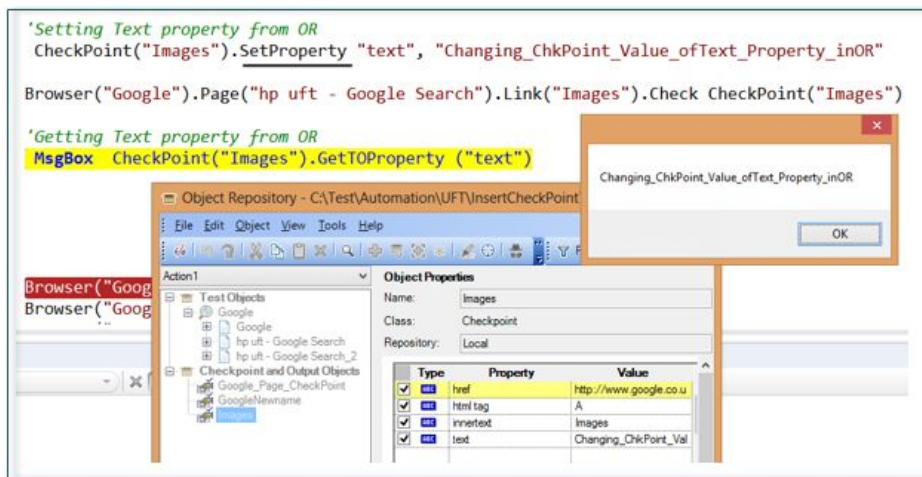 'Setting Text property from OR
CheckPoint("Images").SetProperty "text", "Changing_ChkPoint_Value_ofText_Property_inOR"
Browser("Google").Page("hp uft - Google Search").Link("Images").Check CheckPoint("Images")
'Getting Text property from OR
MsgBox CheckPoint("Images").GetTOProperty ("text")
Changing_ChkPoint_Value_ofText_Property_inOR
OK
Object Repository - C:\Test\Automation\UFT\InsertCheckPoint
File Edit Object View Tools Help
Action1
Browser("Goog
Browser("Goog
Test Objects
Google
Google
hp uft - Google Search
hp uft - Google Search_2
Checkpoint and Output Objects
Google_Page_CheckPoint
GoogleNewname
Images
Object Properties
Name: Images
Class: Checkpoint
Repository: Local
Type Property Value
ABC href http://www.google.co.u
ABC html tag A
ABC innertext Images
ABC text Changing_ChkPoint_Val